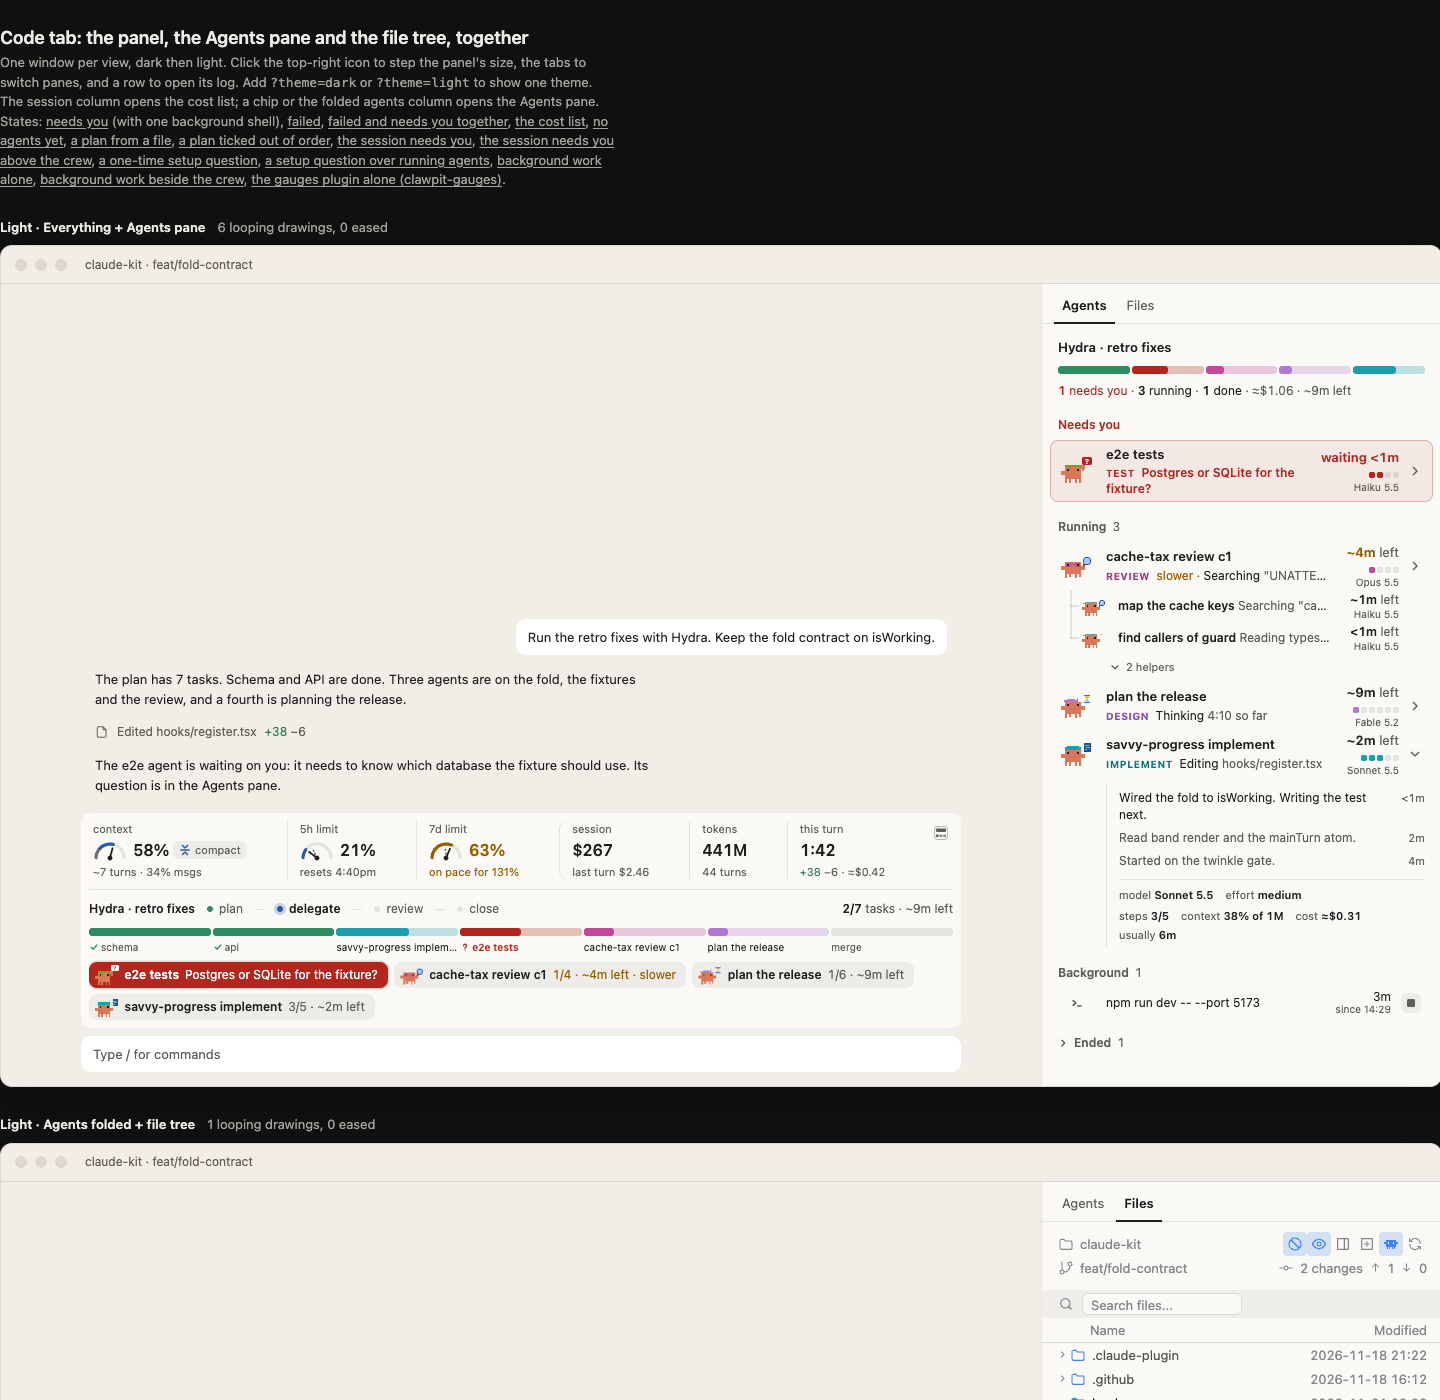 Code tab: the panel, the Agents pane and the file tree, together
One window per view, dark then light. Click the top-right icon to step the panel's size, the tabs to
switch panes, and a row to open its log. Add ?theme=dark or ?theme=light to show one theme.
The session column opens the cost list; a chip or the folded agents column opens the Agents pane.
States: needs you (with one background shell), failed, failed and needs you together, the cost list, no
agents yet, a plan from a file, a plan ticked out of order, the session needs you, the session needs you
above the crew, a one-time setup question, a setup question over running agents, background work
alone, background work beside the crew, the gauges plugin alone (clawpit-gauges).
Light · Everything + Agents pane 6 looping drawings, 0 eased
claude-kit · feat/fold-contract
Run the retro fixes with Hydra. Keep the fold contract on isWorking.
The plan has 7 tasks. Schema and API are done. Three agents are on the fold, the fixtures
and the review, and a fourth is planning the release.
Edited hooks/register.tsx +38 −6
The e2e agent is waiting on you: it needs to know which database the fixture should use. Its
question is in the Agents pane.
context 5h limit 7d limit session tokens this turn
58% compact 21% 63% $267 441M 1:42
~7 turns · 34% msgs resets 4:40pm on pace for 131% last turn $2.46 44 turns +38 −6 · ≈$0.42
Hydra · retro fixes plan delegate review close 2/7 tasks · ~9m left
schema api savvy-progress implem... ? e2e tests cache-tax review c1 plan the release merge
e2e tests Postgres or SQLite for the fixture? cache-tax review c1 1/4 · ~4m left · slower plan the release 1/6 · ~9m left
savvy-progress implement 3/5 · ~2m left
Type / for commands
Agents Files
Hydra · retro fixes
1 needs you · 3 running · 1 done · ≈$1.06 · ~9m left
Needs you
e2e tests waiting <1m
TEST Postgres or SQLite for the
fixture? Haiku 5.5
Running 3
cache-tax review c1 ~4m left
REVIEW slower · Searching "UNATTE...
Opus 5.5
map the cache keys Searching "ca... ~1m left
Haiku 5.5
find callers of guard Reading types... <1m left
Haiku 5.5
2 helpers
plan the release ~9m left
DESIGN Thinking 4:10 so far
Fable 5.2
savvy-progress implement ~2m left
IMPLEMENT Editing hooks/register.tsx
Sonnet 5.5
Wired the fold to isWorking. Writing the test <1m
next.
Read band render and the mainTurn atom. 2m
Started on the twinkle gate. 4m
model Sonnet 5.5 effort medium
steps 3/5 context 38% of 1M cost ≈$0.31
usually 6m
Background 1
npm run dev -- --port 5173 3m
since 14:29
Ended 1
Light · Agents folded + file tree 1 looping drawings, 0 eased
claude-kit · feat/fold-contract
Agents Files
claude-kit
feat/fold-contract 2 changes ↑ 1 ↓ 0
Search files...
Name Modified
.claude-plugin 2026-11-18 21:22
.github 2026-11-18 16:12